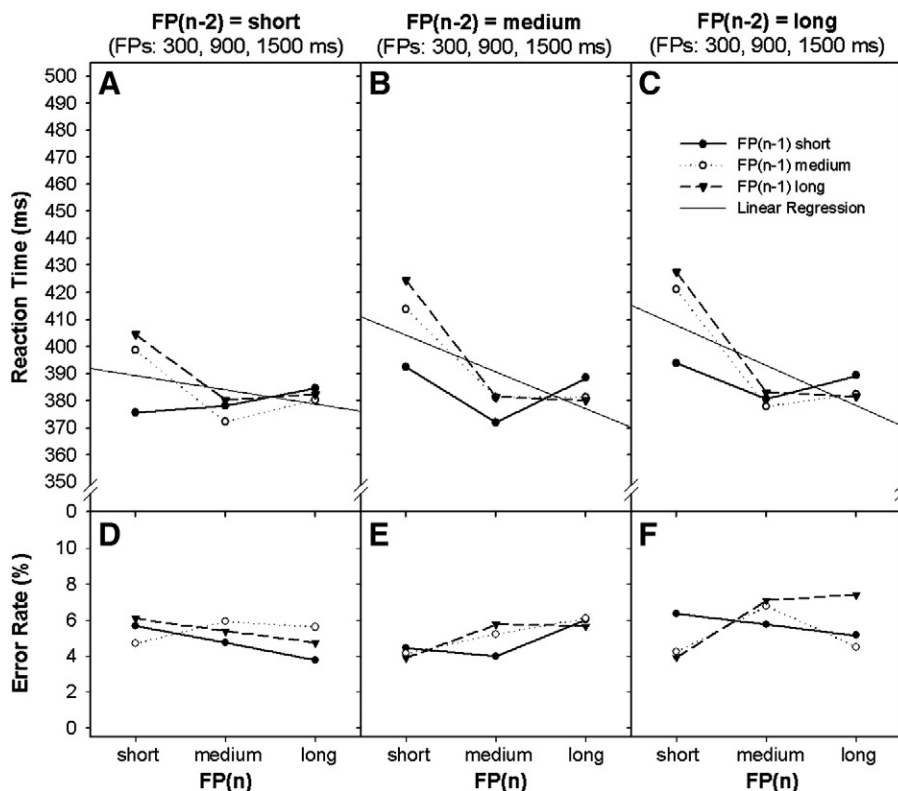 FP(n-2) = short
(FPs: 300, 900, 1500 ms)
FP(n-2) = medium
(FPs: 300, 900, 1500 ms)
FP(n-2) = long
(FPs: 300, 900, 1500 ms)
A
B
C
FP(n-1) short
FP(n-1) medium
FP(n-1) long
Linear Regression
Reaction Time (ms)
500
490
480
470
460
450
440
430
420
410
400
390
380
370
360
350
0
D
E
F
Error Rate (%)
10
8
6
4
2
0
short medium long
short medium long
short medium long
FP(n)
FP(n)
FP(n)